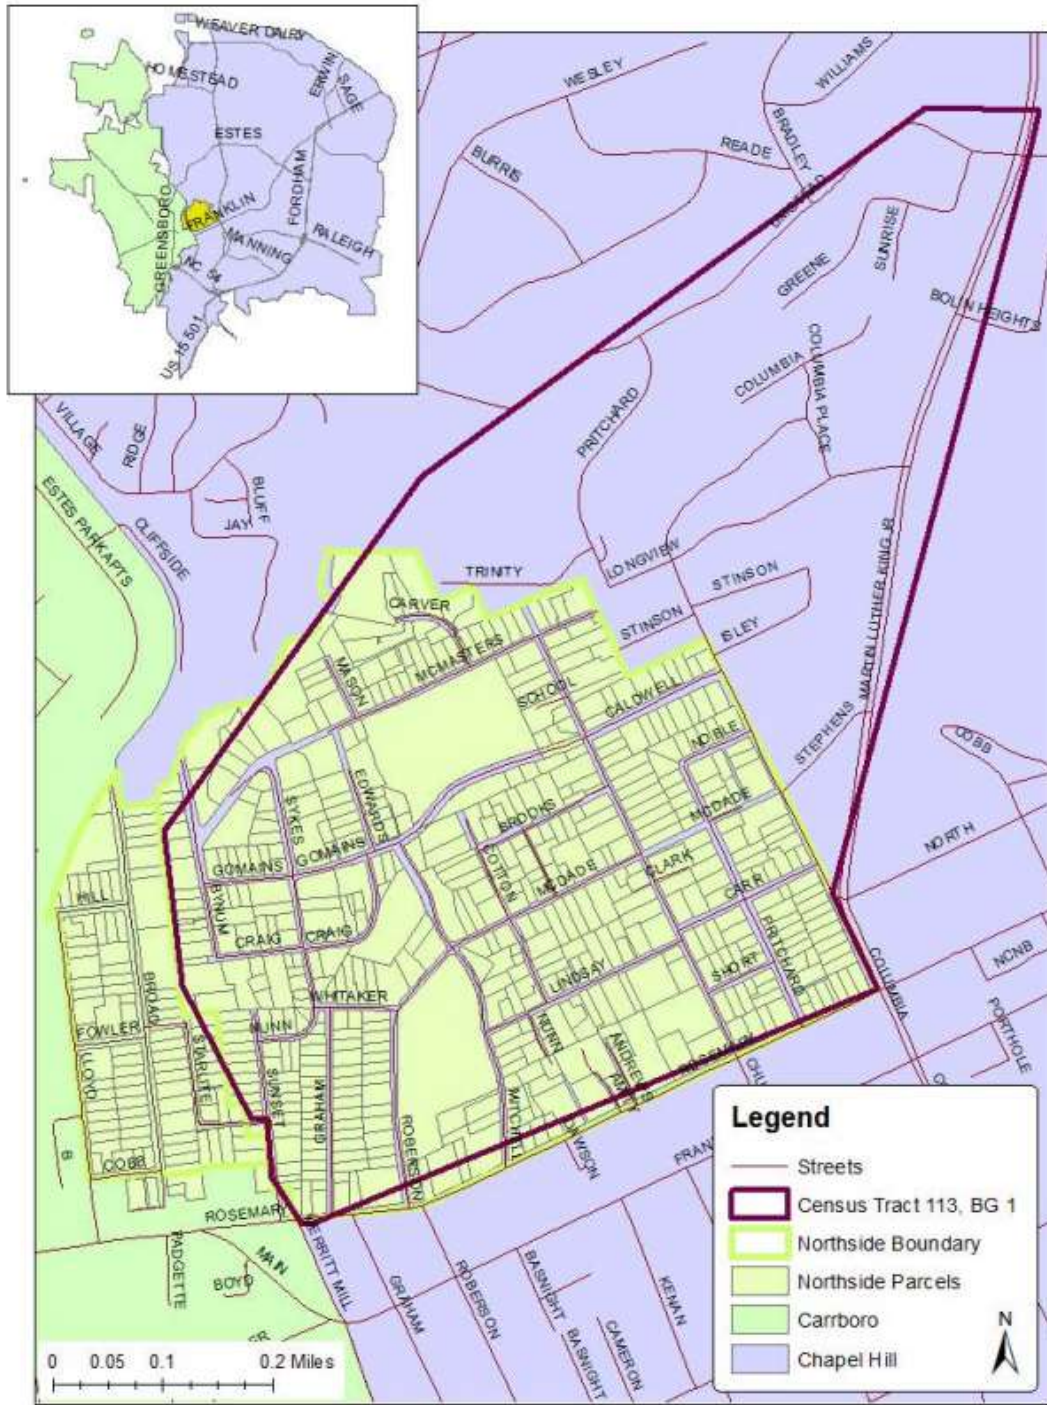 WEAVER DAIRY
HOMESTEAD
ERWIN
SAGE
ESTES
GREENSBORO
FRANKLIN
FORDHAM
MANNING
RALEIGH
NC 54
US 15 501
WESLEY
WILLIAMS
BRADLEY
READE
BURRIS
GREENE
SUNRISE
BOLIN HEIGHTS
COLUMBIA
COLUMBIA PLACE
PRITCHARD
VILLAGE
RIDGE
BLUFF
JAY
ESTES PARK APTS
CLIFFSIDE
TRINITY
LONGVIEW
STINSON
STINSON
ISLEY
MARTIN LUTHER KING JR
CARVER
MCMASTERS
MASON
SCHOOL
CALDWELL
STEPHENS
NOBLE
COBB
EDWARDS
SYKES
BROOKS
MCDADE
NORTH
GOMAINS
GOMAINS
COTTON
MCDADE
CLARK
CARR
HILL
BYNUM
CRAIG
CRAIG
PRITCHARD
COLUMBIA
NCNB
LINDSAY
SHORT
BROAD
WHITAKER
FOWLER
NUNN
NUNN
PORTHOLE
LLOYD
STARLITE
SUNSET
GRAHAM
ANDREWS
ROSEMARY
MITCHELL
ROBERSON
DAWSON
B
COBB
ROSEMARY
MERRITT MILL
PADGETTE
MAIN
BOYD
GRAHAM
ROBERSON
BASNIGHT
BASNIGHT
CAMERON
KENAN
Legend
Streets
Census Tract 113, BG 1
Northside Boundary
Northside Parcels
Carrboro
Chapel Hill
N
0 0.05 0.1 0.2 Miles